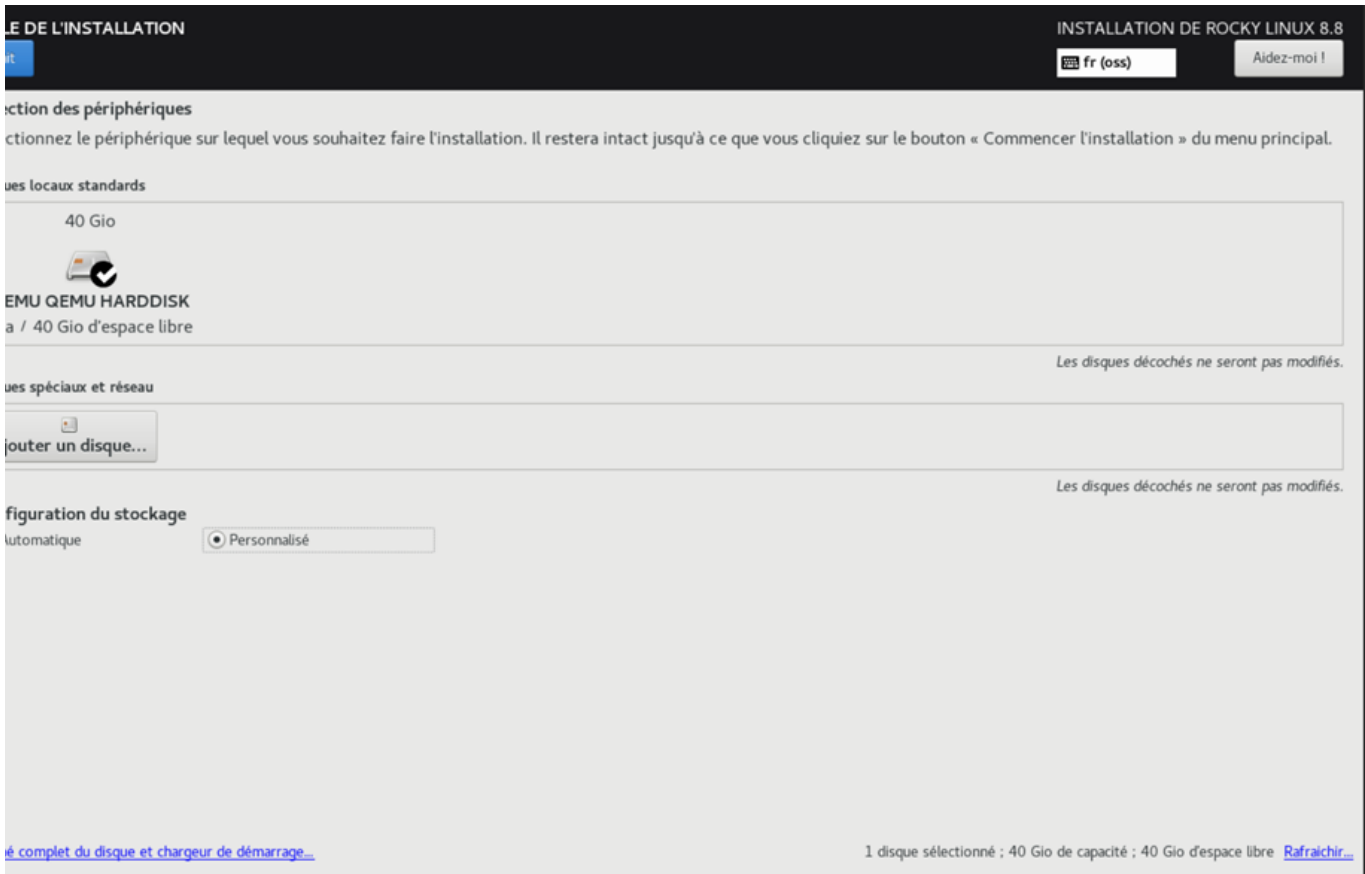 LE DE L'INSTALLATION
INSTALLATION DE ROCKY LINUX 8.8
it
fr (oss)
Aidez-moi !
ection des périphériques
ctionnez le périphérique sur lequel vous souhaitez faire l'installation. Il restera intact jusqu'à ce que vous cliquiez sur le bouton « Commencer l'installation » du menu principal.
ues locaux standards
40 Gio
EMU QEMU HARDDISK
a / 40 Gio d'espace libre
Les disques décochés ne seront pas modifiés.
ues spéciaux et réseau
jouter un disque...
Les disques décochés ne seront pas modifiés.
figuration du stockage
Automatique
Personnalisé
é complet du disque et chargeur de démarrage...
1 disque sélectionné ; 40 Gio de capacité ; 40 Gio d'espace libre Rafraichir...